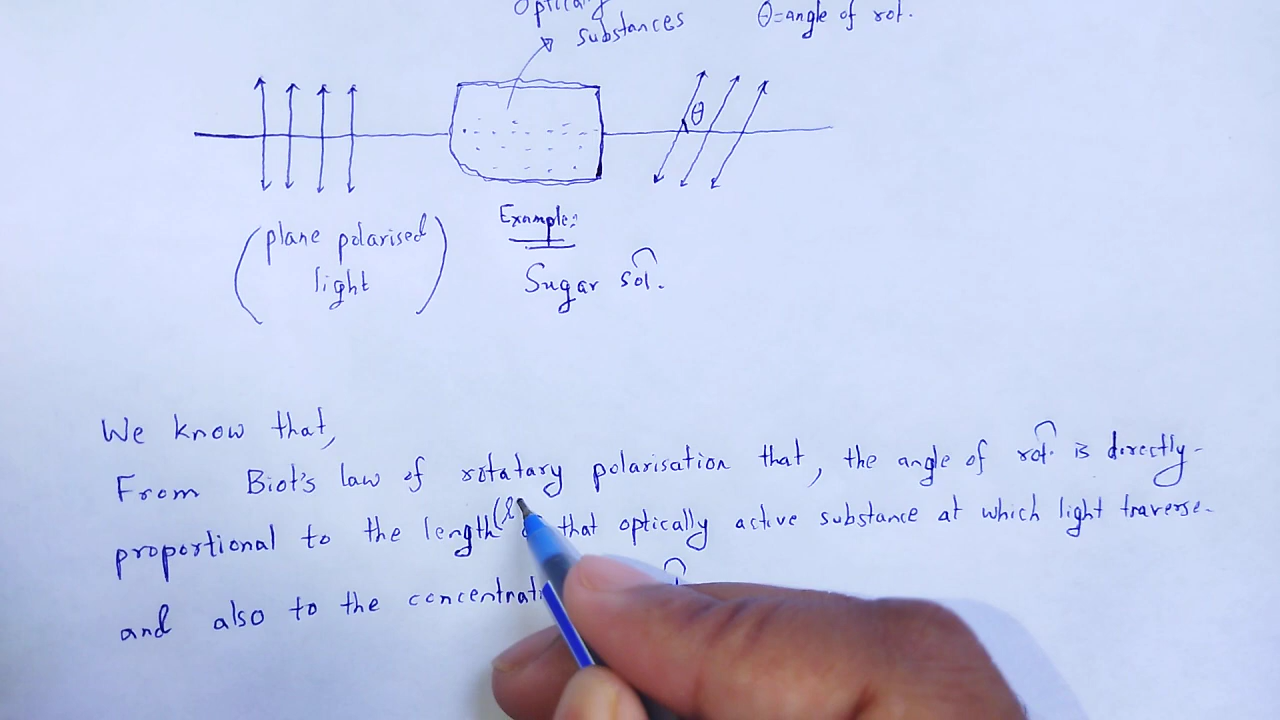 substances
θ=angle of rot.
θ
Example:
(plane polarised
light)
Sugar sol.
We know that,
From Biot's law of rotatary polarisation that, the angle of rot. is directly-
proportional to the length (l that optically active substance at which light traverse.
and also to the